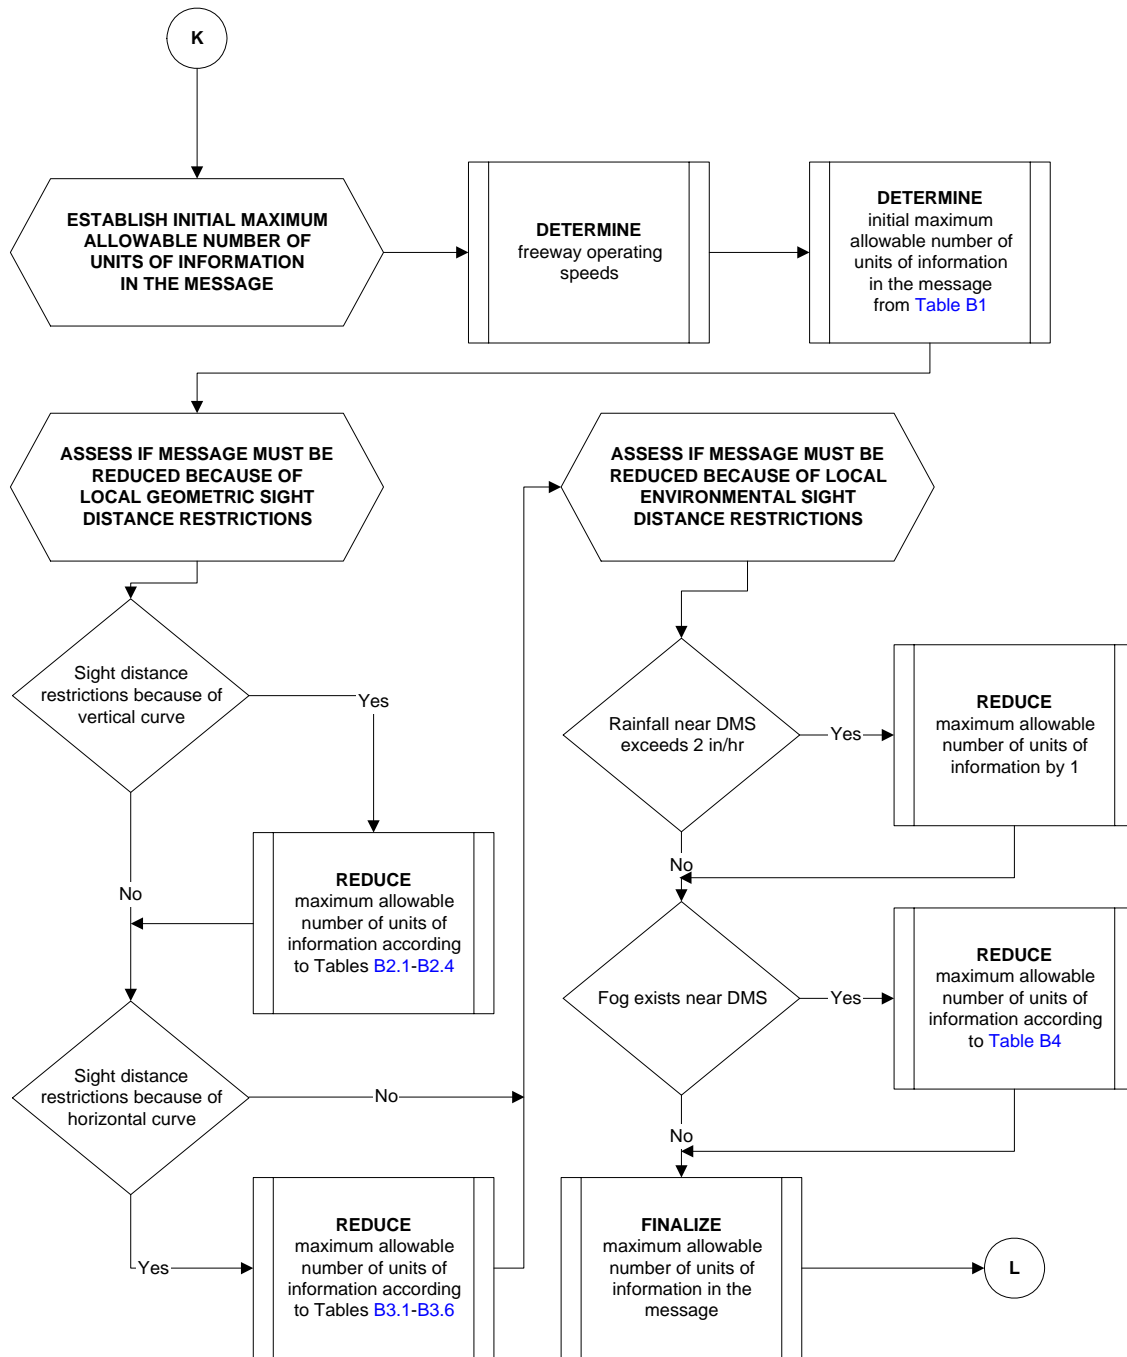 K
ESTABLISH INITIAL MAXIMUM
ALLOWABLE NUMBER OF
UNITS OF INFORMATION
IN THE MESSAGE
DETERMINE
freeway operating
speeds
DETERMINE
initial maximum
allowable number of
units of information
in the message
from Table B1
ASSESS IF MESSAGE MUST BE
REDUCED BECAUSE OF
LOCAL GEOMETRIC SIGHT
DISTANCE RESTRICTIONS
Sight distance
restrictions because of
vertical curve
Yes
No
REDUCE
maximum allowable
number of units of
information according
to Tables B2.1-B2.4
Sight distance
restrictions because of
horizontal curve
No
Yes
REDUCE
maximum allowable
number of units of
information according
to Tables B3.1-B3.6
ASSESS IF MESSAGE MUST BE
REDUCED BECAUSE OF LOCAL
ENVIRONMENTAL SIGHT
DISTANCE RESTRICTIONS
Rainfall near DMS
exceeds 2 in/hr
Yes
REDUCE
maximum allowable
number of units of
information by 1
No
Fog exists near DMS
Yes
REDUCE
maximum allowable
number of units of
information according
to Table B4
No
FINALIZE
maximum allowable
number of units of
information in the
message
L